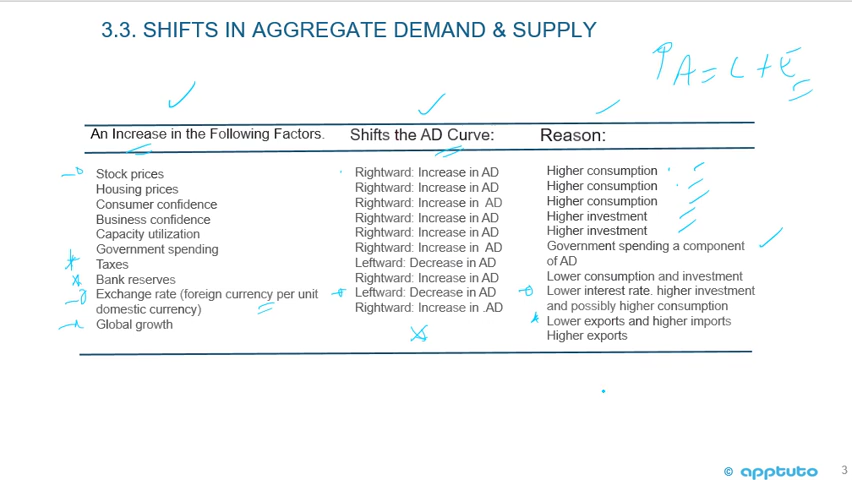 3.3. SHIFTS IN AGGREGATE DEMAND & SUPPLY
A = C + E
An Increase in the Following Factors. Shifts the AD Curve: Reason:
Stock prices Rightward: Increase in AD Higher consumption
Housing prices Rightward: Increase in AD Higher consumption
Consumer confidence Rightward: Increase in AD Higher consumption
Business confidence Rightward: Increase in AD Higher investment
Capacity utilization Rightward: Increase in AD Higher investment
Government spending Rightward: Increase in AD Government spending a component
Taxes Leftward: Decrease in AD of AD
Bank reserves Rightward: Increase in AD Lower consumption and investment
Exchange rate (foreign currency per unit Leftward: Decrease in AD Lower interest rate. higher investment
domestic currency) Rightward: Increase in .AD and possibly higher consumption
Global growth Lower exports and higher imports
Higher exports
© apptuto 3